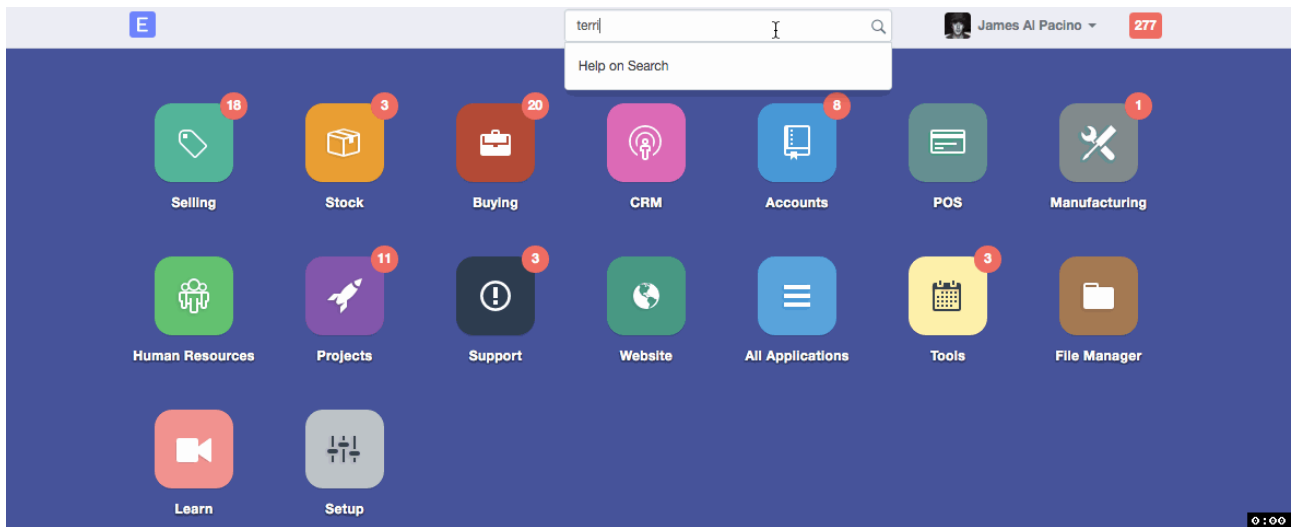 E
terri
James Al Pacino
277
Help on Search
18
3
20
8
1
Selling
Stock
Buying
CRM
Accounts
POS
Manufacturing
11
3
3
Human Resources
Projects
Support
Website
All Applications
Tools
File Manager
Learn
Setup
0:00